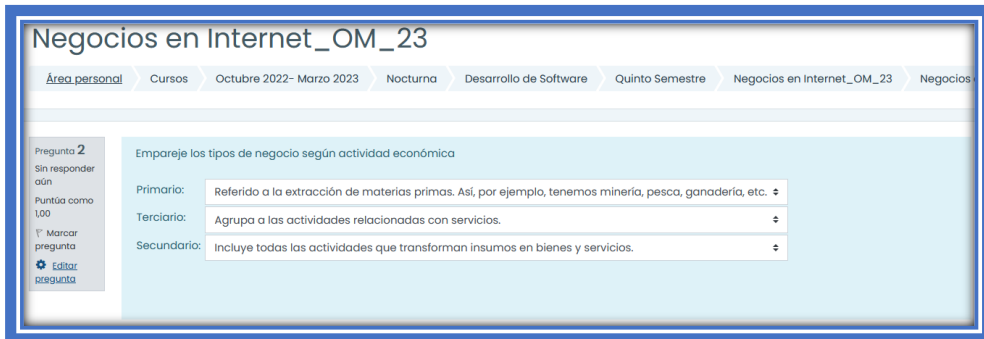 Negocios en Internet_OM_23
Área personal Cursos Octubre 2022- Marzo 2023 Nocturna Desarrollo de Software Quinto Semestre Negocios en Internet_OM_23 Negocios
Pregunta 2
Sin responder
aún
Puntúa como
1,00
Marcar
pregunta
Editar
pregunta
Empareje los tipos de negocio según actividad económica
Primario: Referido a la extracción de materias primas. Así, por ejemplo, tenemos minería, pesca, ganadería, etc.
Terciario: Agrupa a las actividades relacionadas con servicios.
Secundario: Incluye todas las actividades que transforman insumos en bienes y servicios.